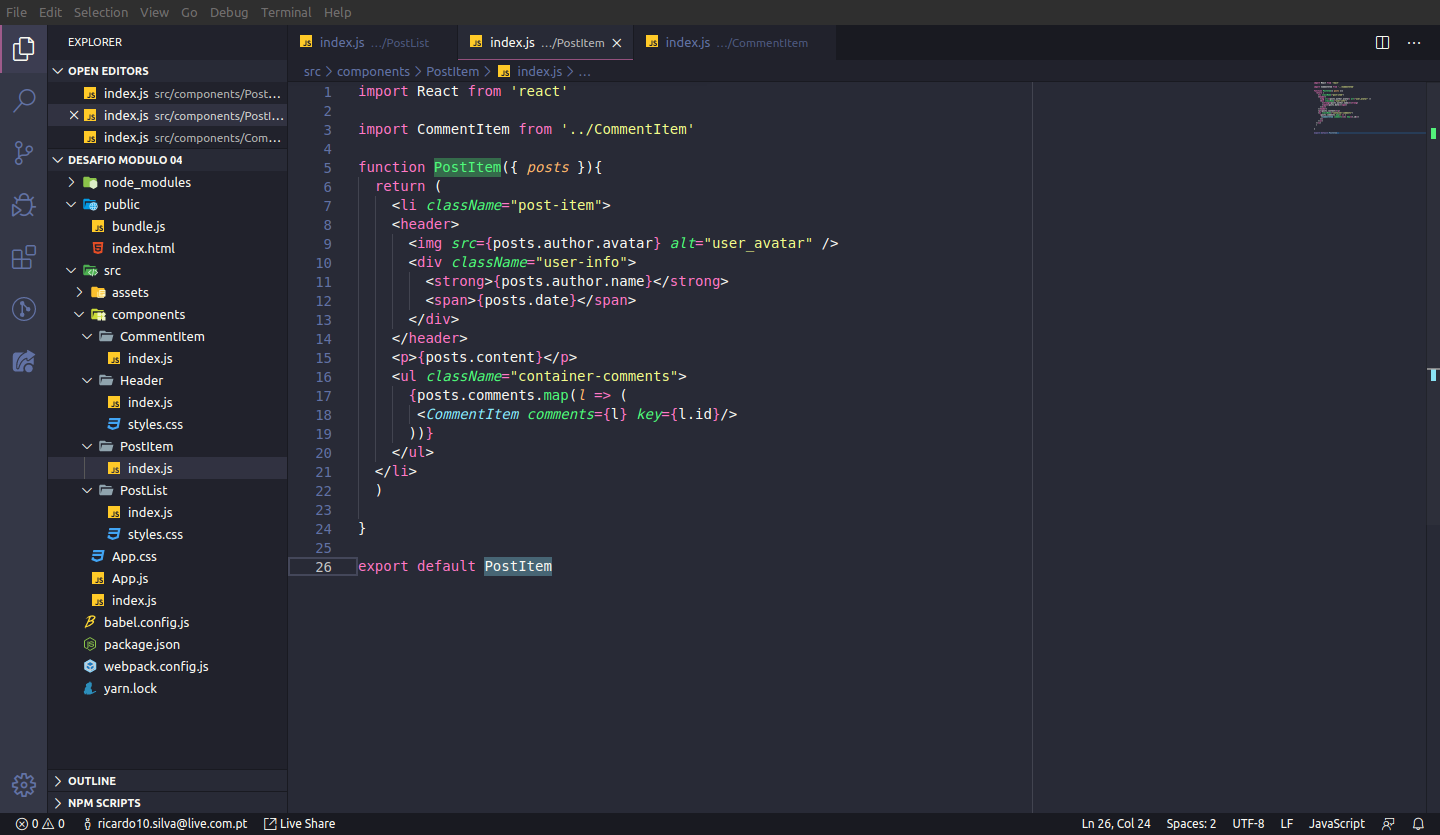 File Edit Selection View Go Debug Terminal Help
EXPLORER
OPEN EDITORS
index.js src/components/Post...
index.js src/components/PostI...
index.js src/components/Com...
DESAFIO MODULO 04
node_modules
public
bundle.js
index.html
src
assets
components
CommentItem
index.js
Header
index.js
styles.css
PostItem
index.js
PostList
index.js
styles.css
App.css
App.js
index.js
babel.config.js
package.json
webpack.config.js
yarn.lock
OUTLINE
NPM SCRIPTS
index.js .../PostList index.js .../PostItem index.js .../CommentItem
src > components > PostItem > JS index.js > ...
1 import React from 'react'
2
3 import CommentItem from '../CommentItem'
4
5 function PostItem({ posts }){
6   return (
7     <li className="post-item">
8     <header>
9       <img src={posts.author.avatar} alt="user_avatar" />
10       <div className="user-info">
11         <strong>{posts.author.name}</strong>
12         <span>{posts.date}</span>
13       </div>
14     </header>
15     <p>{posts.content}</p>
16     <ul className="container-comments">
17       {posts.comments.map(l => (
18        <CommentItem comments={l} key={l.id}/>
19       ))}
20     </ul>
21   </li>
22   )
23
24 }
25
26 export default PostItem
0 0 ricardo10.silva@live.com.pt Live Share Ln 26, Col 24 Spaces: 2 UTF-8 LF JavaScript